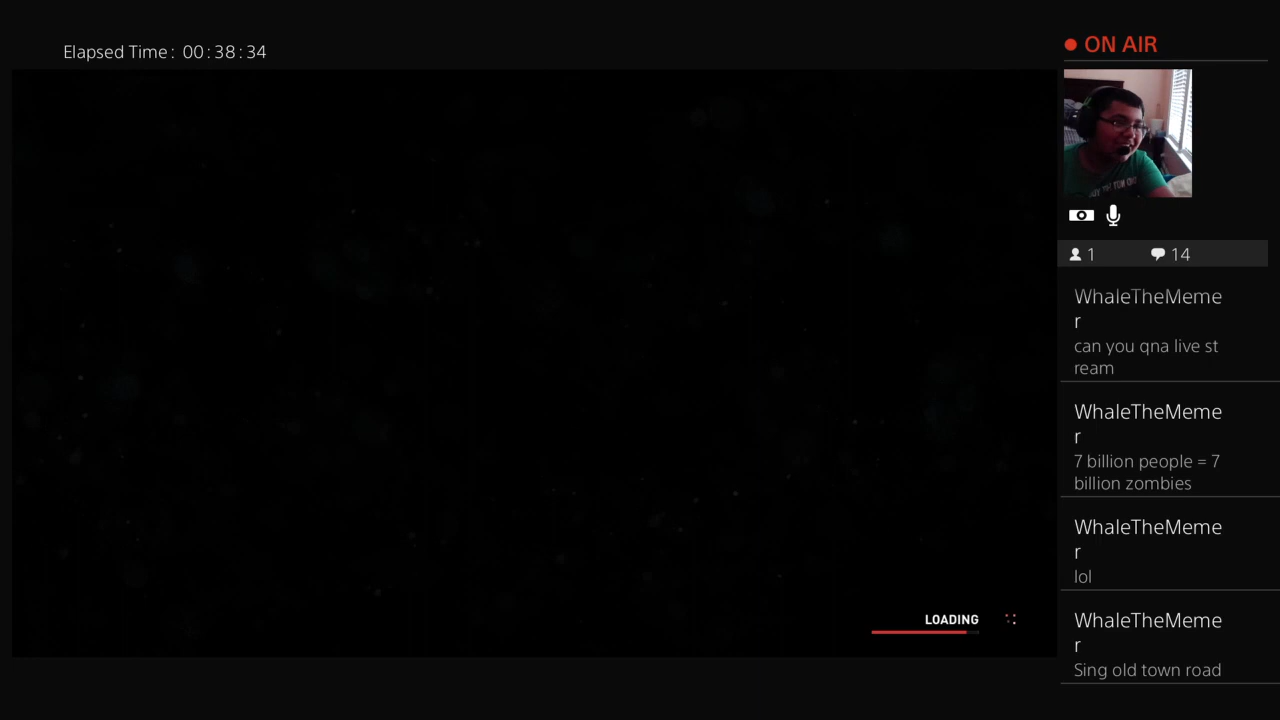 Elapsed Time: 00:38:34
ON AIR
1
14
WhaleTheMeme
r
can you qna live st
ream
WhaleTheMeme
r
7 billion people = 7
billion zombies
WhaleTheMeme
r
lol
WhaleTheMeme
r
Sing old town road
LOADING